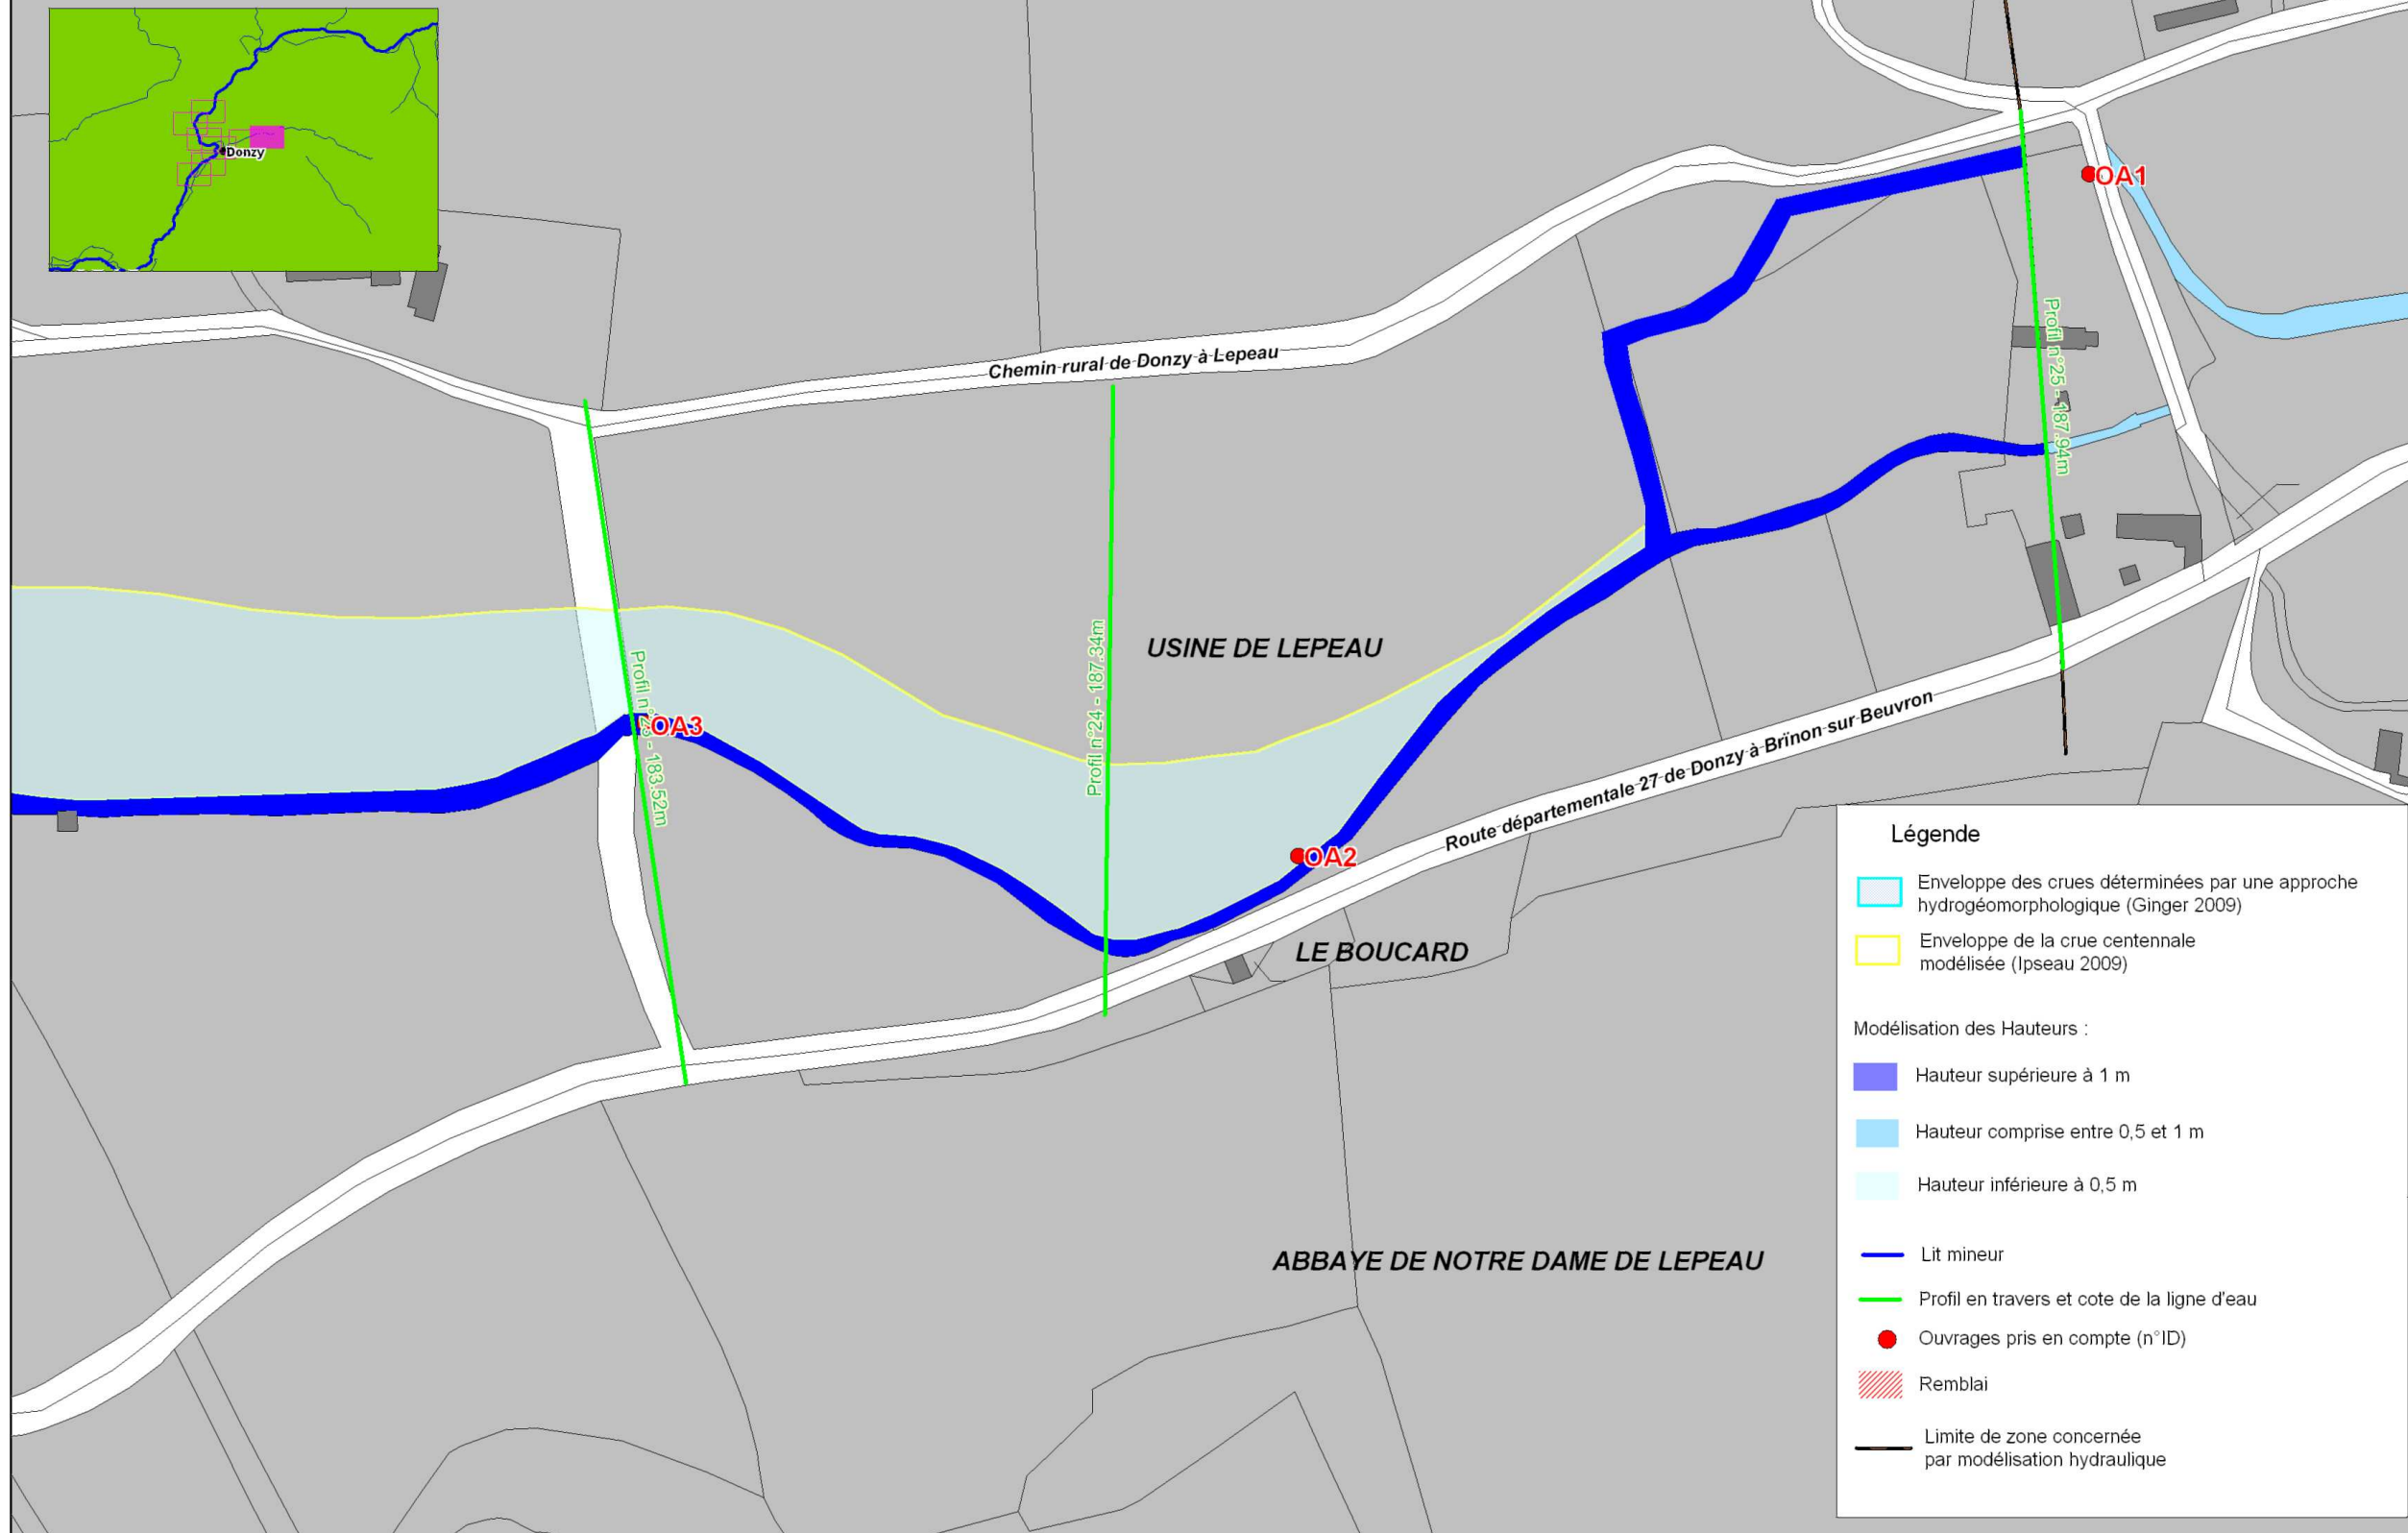 Donzy
OA1
Profil n°25 - 187.94m
Chemin rural de Donzy à Lepeau
USINE DE LEPEAU
Profil n°24 - 187.34m
Profil n°23 - 183.52m
OA3
OA2
Route départementale 27 de Donzy à Brïnon sur Beuvron
LE BOUCARD
ABBAYE DE NOTRE DAME DE LEPEAU
Légende
Enveloppe des crues déterminées par une approche
hydrogéomorphologique (Ginger 2009)
Enveloppe de la crue centennale
modélisée (Ipseau 2009)
Modélisation des Hauteurs :
Hauteur supérieure à 1 m
Hauteur comprise entre 0,5 et 1 m
Hauteur inférieure à 0,5 m
Lit mineur
Profil en travers et cote de la ligne d'eau
Ouvrages pris en compte (n°ID)
Remblai
Limite de zone concernée
par modélisation hydraulique